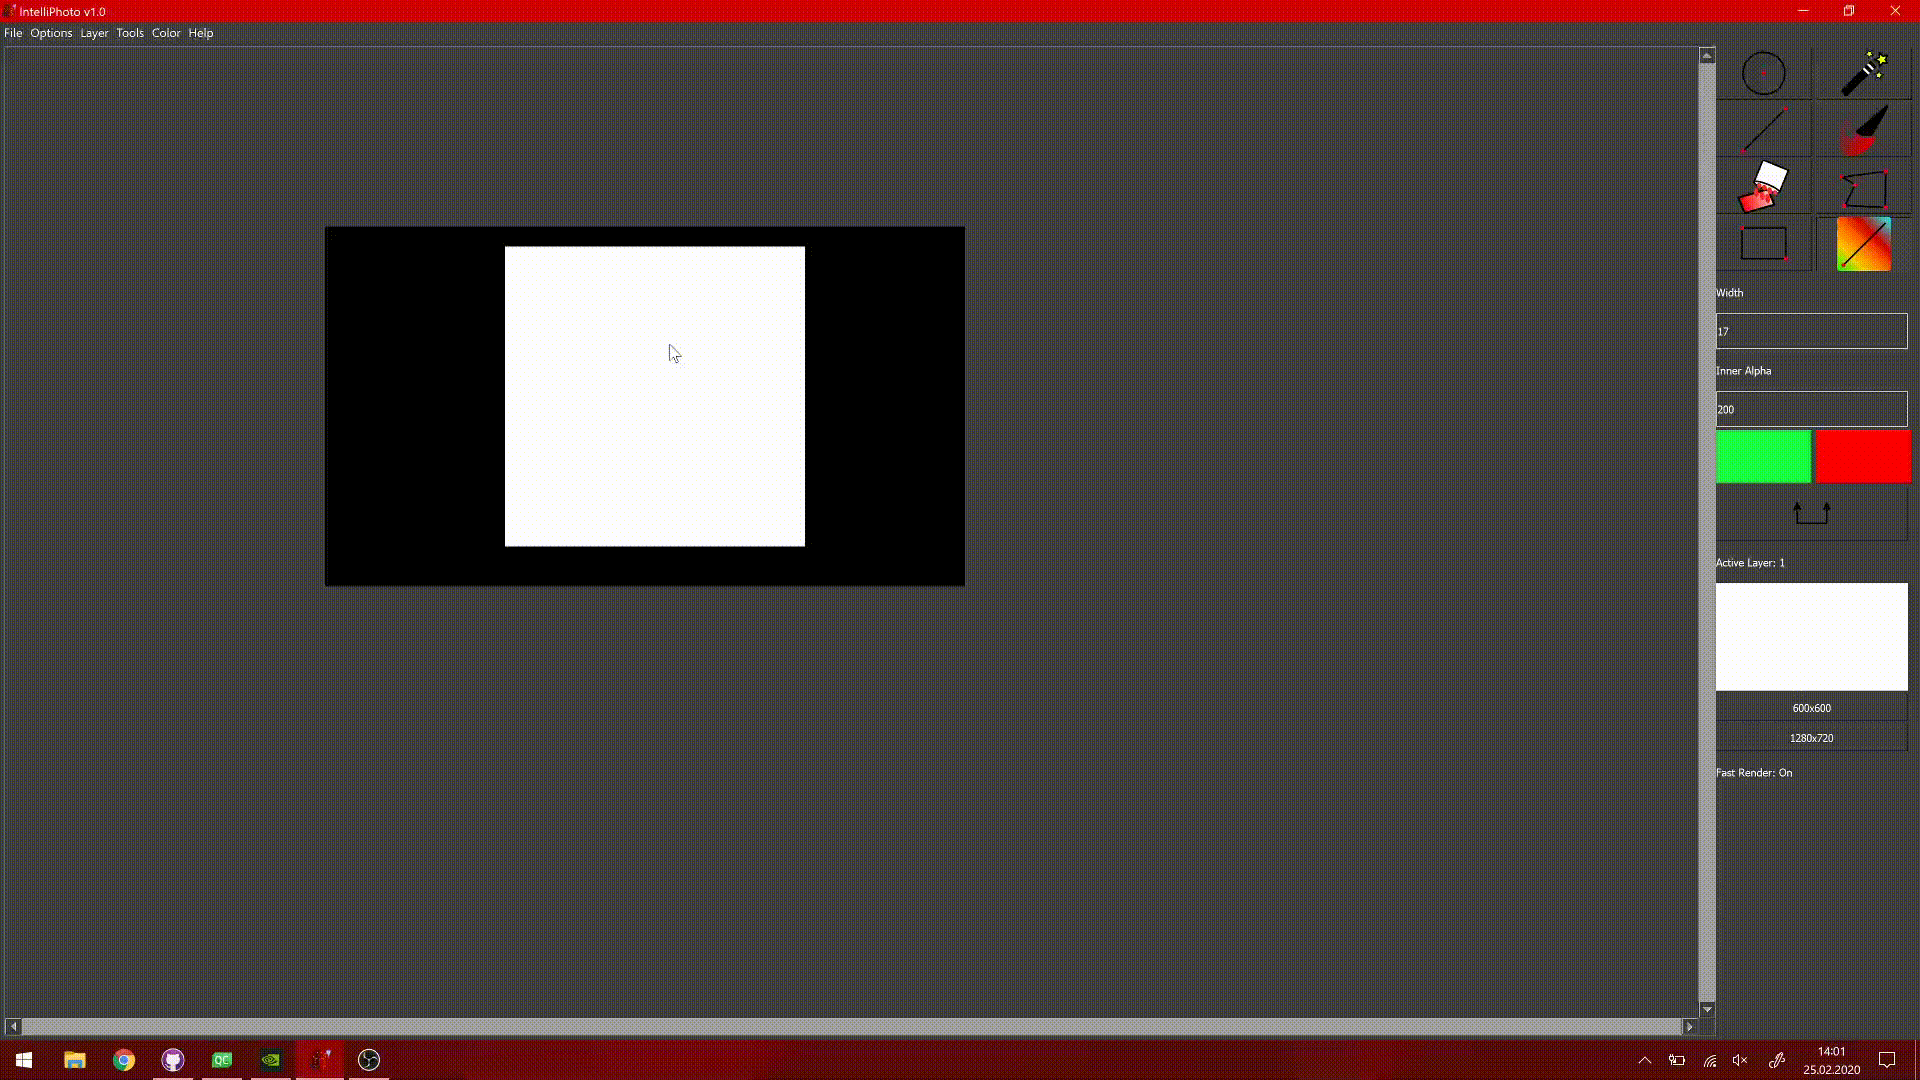 IntelliPhoto v1.0
File Options Layer Tools Color Help
Width
17
Inner Alpha
200
Active Layer: 1
600x600
1280x720
Fast Render: On
QC
14:01
25.02.2020